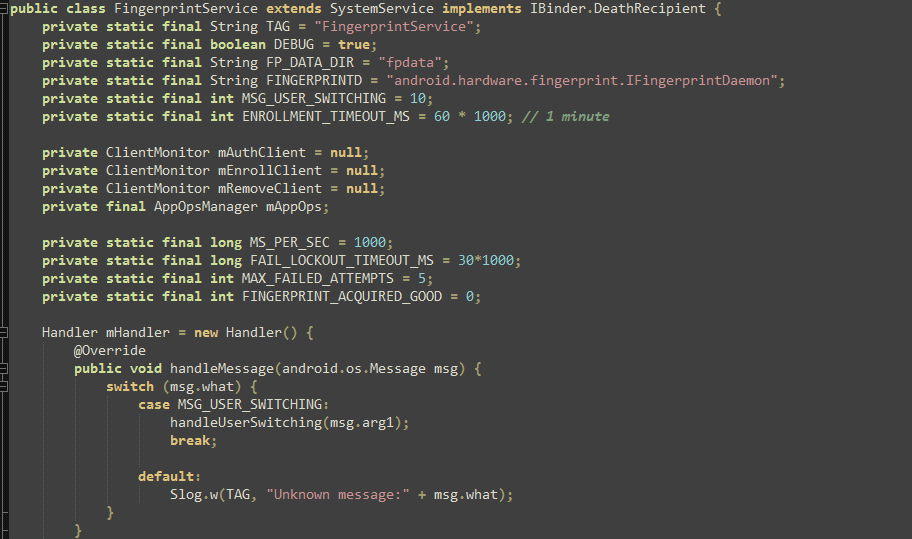 public class FingerprintService extends SystemService implements IBinder.DeathRecipient {
    private static final String TAG = "FingerprintService";
    private static final boolean DEBUG = true;
    private static final String FP_DATA_DIR = "fpdata";
    private static final String FINGERPRINTD = "android.hardware.fingerprint.IFingerprintDaemon";
    private static final int MSG_USER_SWITCHING = 10;
    private static final int ENROLLMENT_TIMEOUT_MS = 60 * 1000; // 1 minute

    private ClientMonitor mAuthClient = null;
    private ClientMonitor mEnrollClient = null;
    private ClientMonitor mRemoveClient = null;
    private final AppOpsManager mAppOps;

    private static final long MS_PER_SEC = 1000;
    private static final long FAIL_LOCKOUT_TIMEOUT_MS = 30*1000;
    private static final int MAX_FAILED_ATTEMPTS = 5;
    private static final int FINGERPRINT_ACQUIRED_GOOD = 0;

    Handler mHandler = new Handler() {
        @Override
        public void handleMessage(android.os.Message msg) {
            switch (msg.what) {
                case MSG_USER_SWITCHING:
                    handleUserSwitching(msg.arg1);
                    break;

                default:
                    Slog.w(TAG, "Unknown message:" + msg.what);
            }
        }